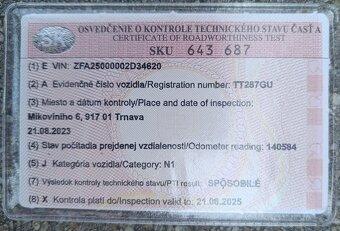 OSVEDČENIE O KONTROLE TECHNICKÉHO STAVU ČASŤ A
CERTIFICATE OF ROADWORTHINESS TEST
SKU 643 687
(1) E VIN: ZFA25000002D34620
(2) A Evidenčné číslo vozidla/Registration number: TT287GU
(3) Miesto a dátum kontroly/Place and date of inspection:
Mikovíniho 6, 917 01 Trnava
21.08.2023
(4) Stav počítadla prejdenej vzdialenosti/Odometer reading: 140584
(5) J Kategória vozidla/Category: N1
(7) Výsledok kontroly technického stavu/PTI result: SPÔSOBILÉ
(8) X Kontrola platí do/Inspection valid to: 21.08.2025